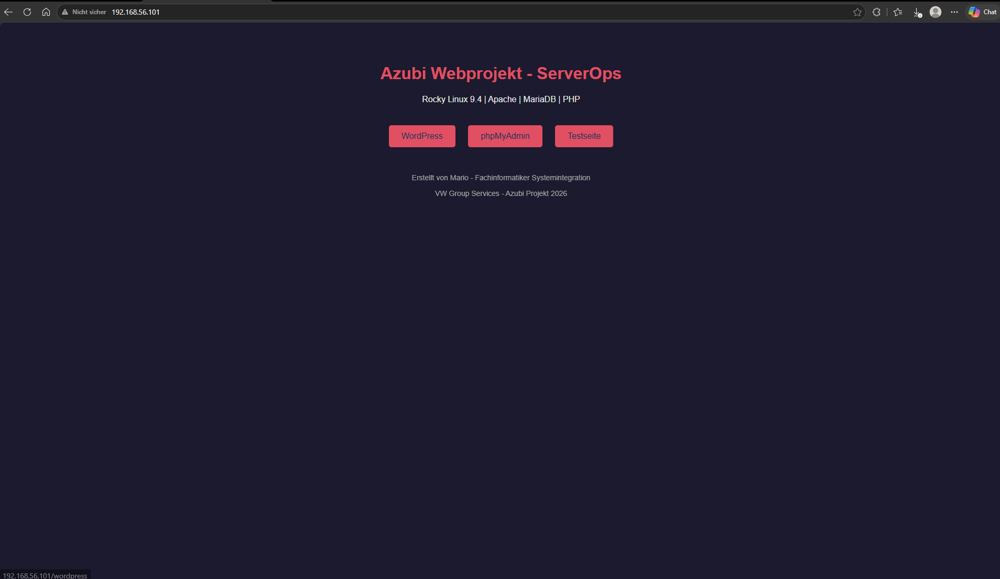 Nicht sicher 192.168.56.101
Chat
Azubi Webprojekt - ServerOps
Rocky Linux 9.4 | Apache | MariaDB | PHP
WordPress phpMyAdmin Testseite
Erstellt von Mario - Fachinformatiker Systemintegration
VW Group Services - Azubi Projekt 2026
192.168.56.101/wordpress